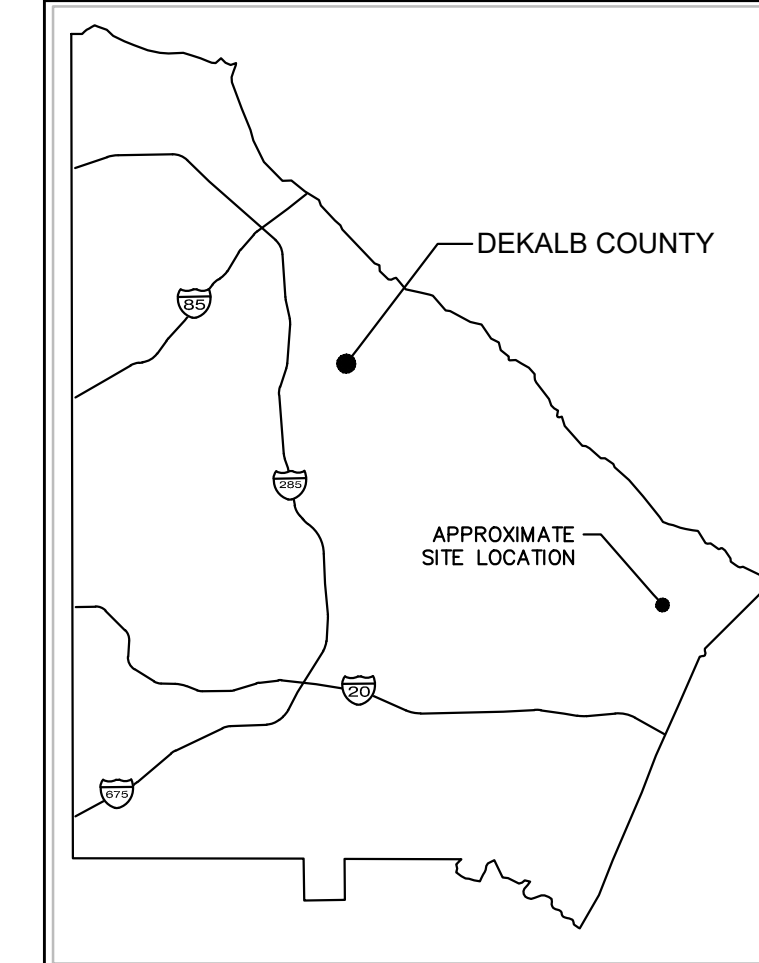 DEKALB COUNTY
85
285
APPROXIMATE
SITE LOCATION
20
675